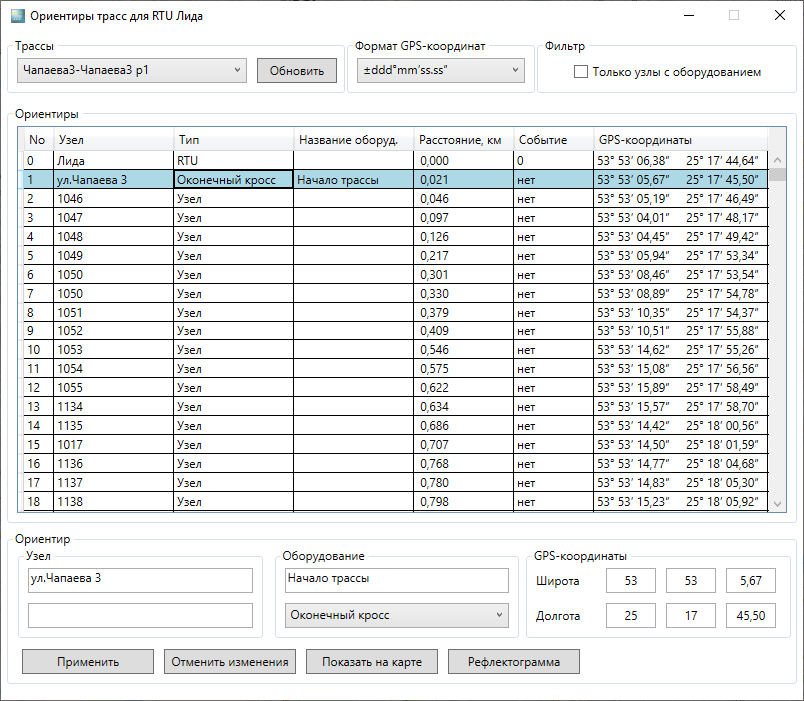 Ориентиры трасс для RTU Лида
Трассы
Формат GPS-координат
Фильтр
Чапаева3-Чапаева3 р1
Обновить
±ddd°mm′ss.ss″
Только узлы с оборудованием
Ориентиры
No Узел Тип Название оборуд. Расстояние, км Событие GPS-координаты
0 Лида RTU 0,000 0 53° 53′ 06,38″ 25° 17′ 44,64″
1 ул.Чапаева 3 Оконечный кросс Начало трассы 0,021 нет 53° 53′ 05,67″ 25° 17′ 45,50″
2 1046 Узел 0,046 нет 53° 53′ 05,19″ 25° 17′ 46,49″
3 1047 Узел 0,097 нет 53° 53′ 04,01″ 25° 17′ 48,17″
4 1048 Узел 0,126 нет 53° 53′ 04,45″ 25° 17′ 49,42″
5 1049 Узел 0,217 нет 53° 53′ 05,94″ 25° 17′ 53,34″
6 1050 Узел 0,301 нет 53° 53′ 08,46″ 25° 17′ 53,54″
7 1050 Узел 0,330 нет 53° 53′ 08,89″ 25° 17′ 54,78″
8 1051 Узел 0,379 нет 53° 53′ 10,35″ 25° 17′ 54,37″
9 1052 Узел 0,409 нет 53° 53′ 10,51″ 25° 17′ 55,88″
10 1053 Узел 0,546 нет 53° 53′ 14,62″ 25° 17′ 55,26″
11 1054 Узел 0,575 нет 53° 53′ 15,08″ 25° 17′ 56,56″
12 1055 Узел 0,622 нет 53° 53′ 15,89″ 25° 17′ 58,49″
13 1134 Узел 0,634 нет 53° 53′ 15,57″ 25° 17′ 58,70″
14 1135 Узел 0,686 нет 53° 53′ 14,42″ 25° 18′ 00,56″
15 1017 Узел 0,707 нет 53° 53′ 14,50″ 25° 18′ 01,59″
16 1136 Узел 0,768 нет 53° 53′ 14,77″ 25° 18′ 04,68″
17 1137 Узел 0,780 нет 53° 53′ 14,83″ 25° 18′ 05,30″
18 1138 Узел 0,798 нет 53° 53′ 15,23″ 25° 18′ 05,92″
Ориентир
Узел
ул.Чапаева 3
Оборудование
Начало трассы
Оконечный кросс
GPS-координаты
Широта 53 53 5,67
Долгота 25 17 45,50
Применить
Отменить изменения
Показать на карте
Рефлектограмма